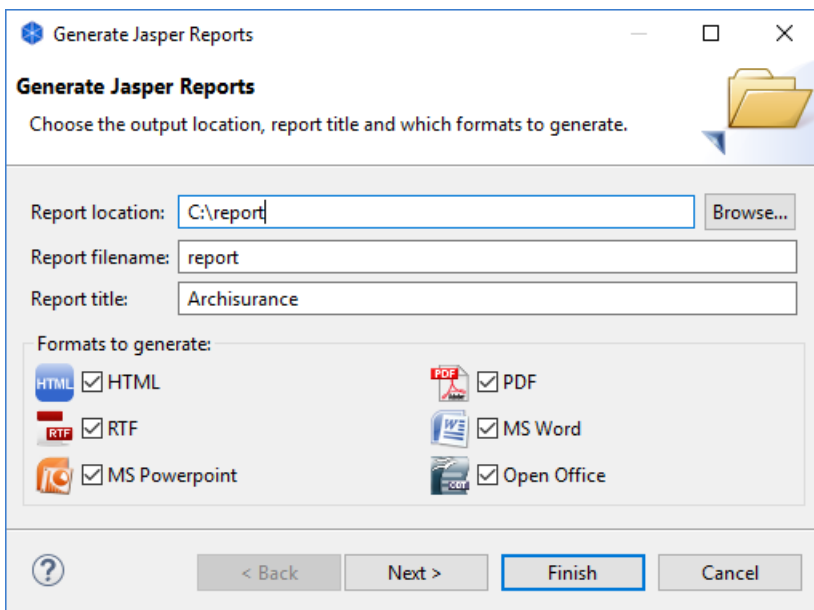 Generate Jasper Reports
Generate Jasper Reports
Choose the output location, report title and which formats to generate.
Report location: C:\report Browse...
Report filename: report
Report title: Archisurance
Formats to generate:
HTML HTML PDF Adobe PDF
RTF RTF MS Word
MS Powerpoint ODT Open Office
? < Back Next > Finish Cancel